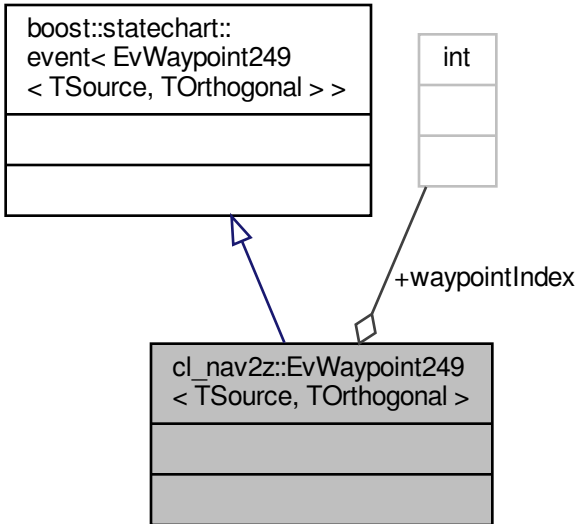 boost::statechart::
event< EvWaypoint249
< TSource, TOrthogonal > >
int
+waypointIndex
cl_nav2z::EvWaypoint249
< TSource, TOrthogonal >